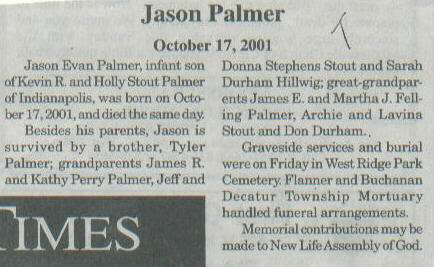 Jason Palmer
October 17, 2001
Jason Evan Palmer, infant son
of Kevin R. and Holly Stout Palmer
of Indianapolis, was born on Octo-
ber 17, 2001, and died the same day.
Besides his parents, Jason is
survived by a brother, Tyler
Palmer; grandparents James R.
and Kathy Perry Palmer, Jeff and
Donna Stephens Stout and Sarah
Durham Hillwig; great-grandpar-
ents James E. and Martha J. Fell-
ing Palmer, Archie and Lavina
Stout and Don Durham.
Graveside services and burial
were on Friday in West Ridge Park
Cemetery. Flanner and Buchanan
Decatur Township Mortuary
handled funeral arrangements.
Memorial contributions may be
made to New Life Assembly of God.
TIMES